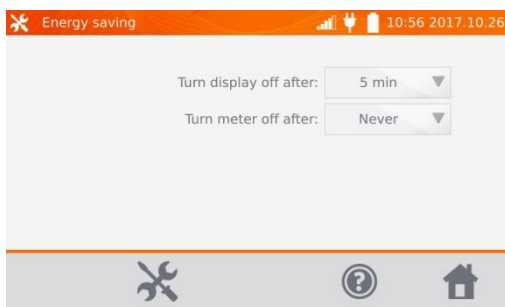 Energy saving 10:56 2017.10.26
Turn display off after: 5 min
Turn meter off after: Never
?